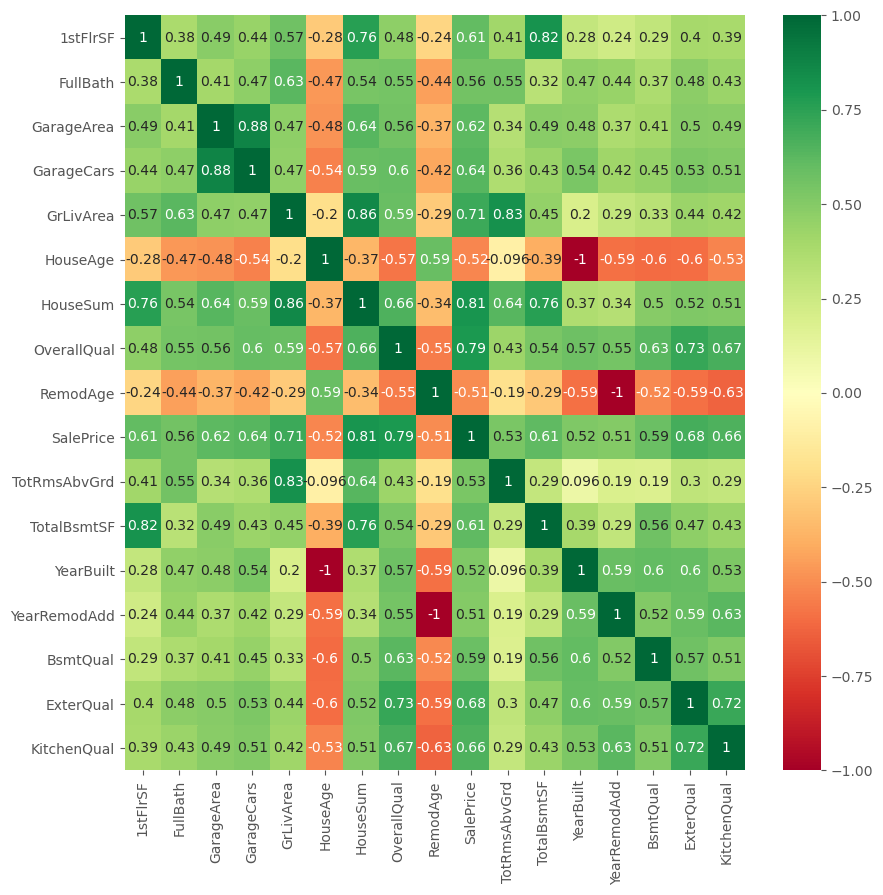 1stFlrSF 1 0.38 0.49 0.44 0.57 -0.28 0.76 0.48 -0.24 0.61 0.41 0.82 0.28 0.24 0.29 0.4 0.39
FullBath 0.38 1 0.41 0.47 0.63 -0.47 0.54 0.55 -0.44 0.56 0.55 0.32 0.47 0.44 0.37 0.48 0.43
GarageArea 0.49 0.41 1 0.88 0.47 -0.48 0.64 0.56 -0.37 0.62 0.34 0.49 0.48 0.37 0.41 0.5 0.49
GarageCars 0.44 0.47 0.88 1 0.47 -0.54 0.59 0.6 -0.42 0.64 0.36 0.43 0.54 0.42 0.45 0.53 0.51
GrLivArea 0.57 0.63 0.47 0.47 1 -0.2 0.86 0.59 -0.29 0.71 0.83 0.45 0.2 0.29 0.33 0.44 0.42
HouseAge -0.28 -0.47 -0.48 -0.54 -0.2 1 -0.37 -0.57 0.59 -0.52 -0.096 -0.39 -1 -0.59 -0.6 -0.6 -0.53
HouseSum 0.76 0.54 0.64 0.59 0.86 -0.37 1 0.66 -0.34 0.81 0.64 0.76 0.37 0.34 0.5 0.52 0.51
OverallQual 0.48 0.55 0.56 0.6 0.59 -0.57 0.66 1 -0.55 0.79 0.43 0.54 0.57 0.55 0.63 0.73 0.67
RemodAge -0.24 -0.44 -0.37 -0.42 -0.29 0.59 -0.34 -0.55 1 -0.51 -0.19 -0.29 -0.59 -1 -0.52 -0.59 -0.63
SalePrice 0.61 0.56 0.62 0.64 0.71 -0.52 0.81 0.79 -0.51 1 0.53 0.61 0.52 0.51 0.59 0.68 0.66
TotRmsAbvGrd 0.41 0.55 0.34 0.36 0.83 -0.096 0.64 0.43 -0.19 0.53 1 0.29 0.096 0.19 0.19 0.3 0.29
TotalBsmtSF 0.82 0.32 0.49 0.43 0.45 -0.39 0.76 0.54 -0.29 0.61 0.29 1 0.39 0.29 0.56 0.47 0.43
YearBuilt 0.28 0.47 0.48 0.54 0.2 -1 0.37 0.57 -0.59 0.52 0.096 0.39 1 0.59 0.6 0.6 0.53
YearRemodAdd 0.24 0.44 0.37 0.42 0.29 -0.59 0.34 0.55 -1 0.51 0.19 0.29 0.59 1 0.52 0.59 0.63
BsmtQual 0.29 0.37 0.41 0.45 0.33 -0.6 0.5 0.63 -0.52 0.59 0.19 0.56 0.6 0.52 1 0.57 0.51
ExterQual 0.4 0.48 0.5 0.53 0.44 -0.6 0.52 0.73 -0.59 0.68 0.3 0.47 0.6 0.59 0.57 1 0.72
KitchenQual 0.39 0.43 0.49 0.51 0.42 -0.53 0.51 0.67 -0.63 0.66 0.29 0.43 0.53 0.63 0.51 0.72 1
1stFlrSF
FullBath
GarageArea
GarageCars
GrLivArea
HouseAge
HouseSum
OverallQual
RemodAge
SalePrice
TotRmsAbvGrd
TotalBsmtSF
YearBuilt
YearRemodAdd
BsmtQual
ExterQual
KitchenQual
1.00
0.75
0.50
0.25
0.00
−0.25
−0.50
−0.75
−1.00